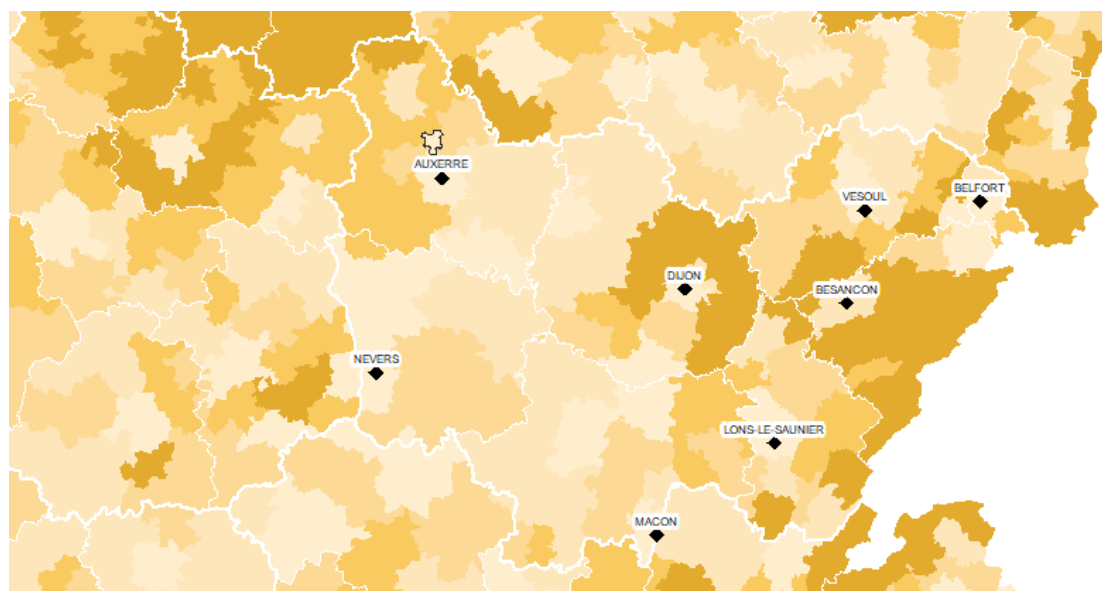 AUXERRE
BELFORT
VESOUL
DIJON
BESANCON
NEVERS
LONS-LE-SAUNIER
MACON